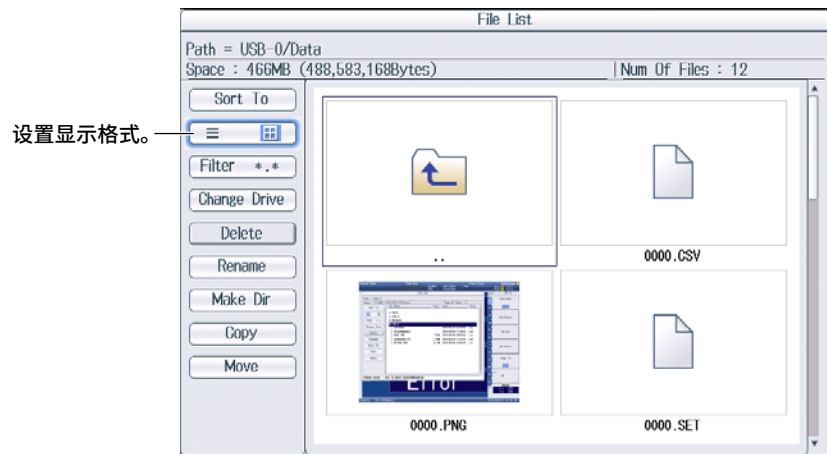 File List
Path = USB-0/Data
Space : 466MB (488,583,168Bytes)
Num Of Files : 12
Sort To
设置显示格式。
Filter *.*
Change Drive
Delete
Rename
Make Dir
Copy
Move
..
0000.CSV
Error
0000.PNG
0000.SET